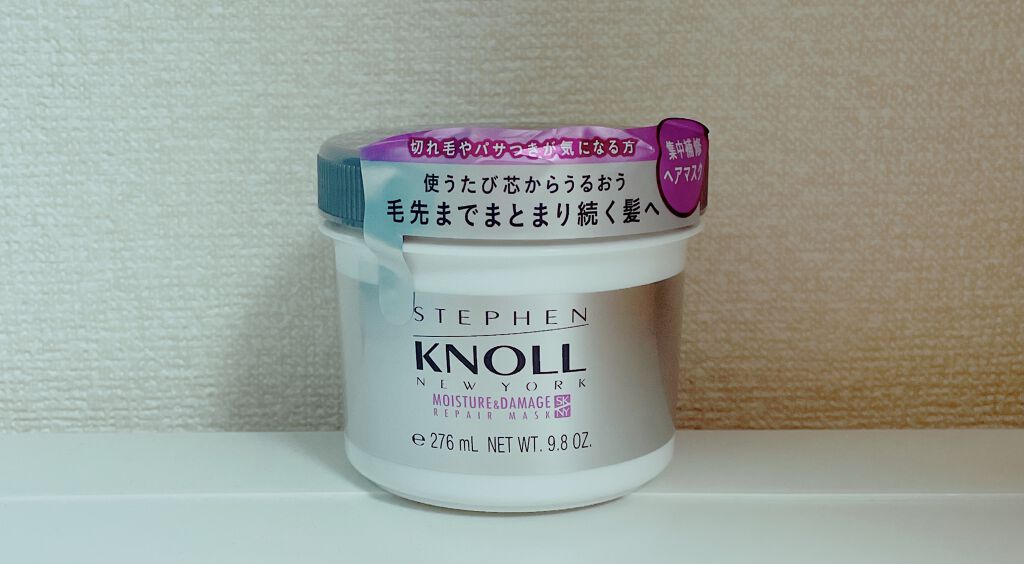 切れ毛やパサつきが気になる方
集中補修
ヘアマスク
使うたび芯からうるおう
毛先までまとまり続く髪へ
STEPHEN
KNOLL
NEW YORK
MOISTURE&DAMAGE
REPAIR MASK
SK
NY
℮ 276 mL NET WT. 9.8 OZ.